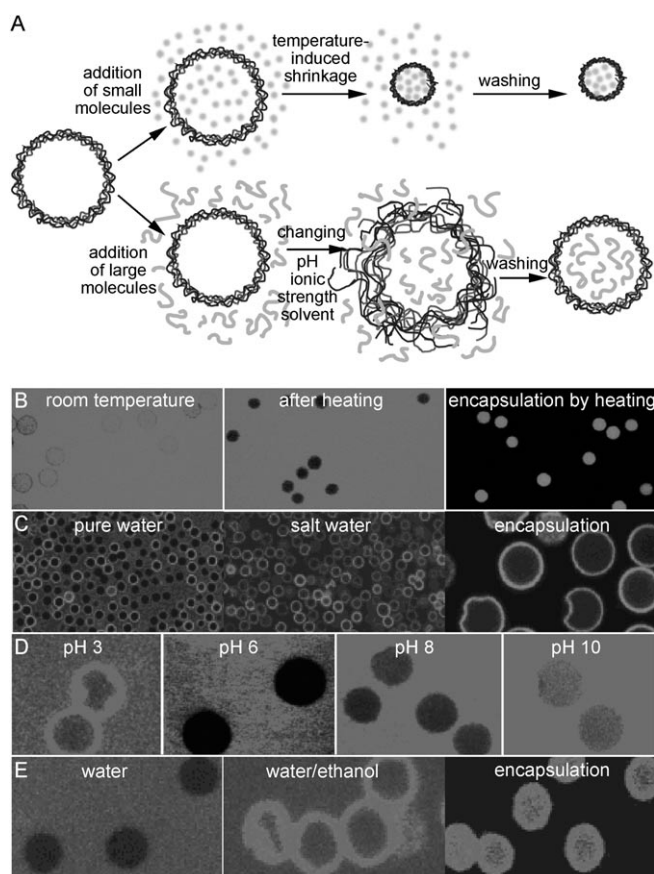 A
addition
of small
molecules
temperature-
induced
shrinkage
washing
addition
of large
molecules
changing
pH
ionic
strength
solvent
washing
B room temperature after heating encapsulation by heating
C pure water salt water encapsulation
D pH 3 pH 6 pH 8 pH 10
E water water/ethanol encapsulation